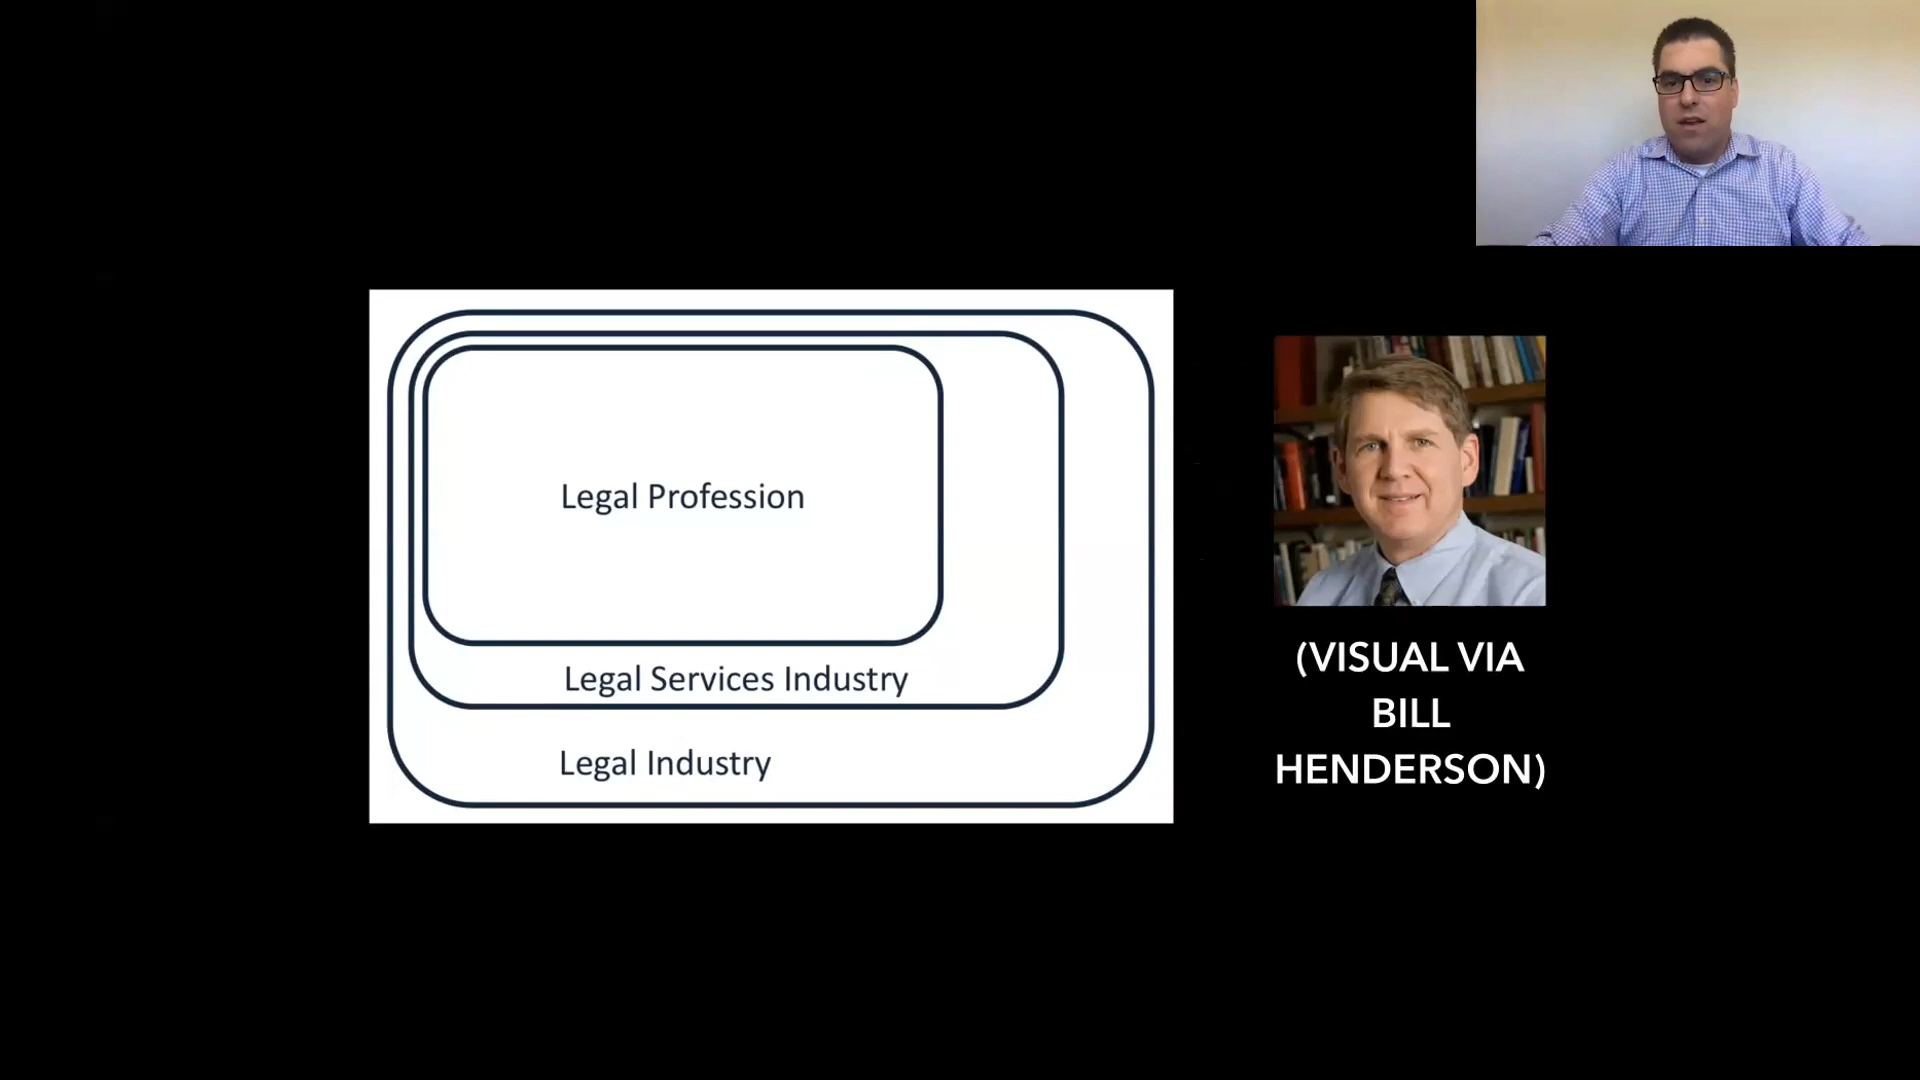 Legal Profession
Legal Services Industry
Legal Industry
(VISUAL VIA
BILL
HENDERSON)